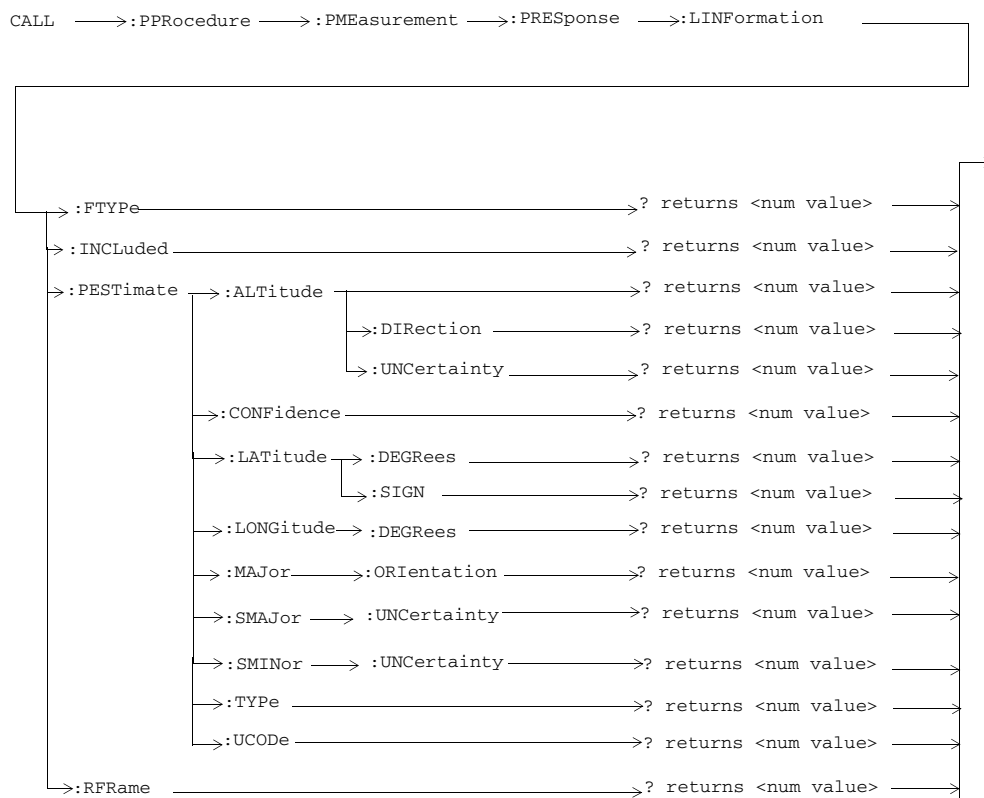 CALL :PPRocedure :PMEasurement :PRESponse :LINFormation
:FTYPe ? returns <num value>
:INCLuded ? returns <num value>
:PESTimate :ALTitude ? returns <num value>
:DIRection ? returns <num value>
:UNCertainty ? returns <num value>
:CONFidence ? returns <num value>
:LATitude :DEGRees ? returns <num value>
:SIGN ? returns <num value>
:LONGitude :DEGRees ? returns <num value>
:MAJor :ORIentation ? returns <num value>
:SMAJor :UNCertainty ? returns <num value>
:SMINor :UNCertainty ? returns <num value>
:TYPe ? returns <num value>
:UCODe ? returns <num value>
:RFRame ? returns <num value>